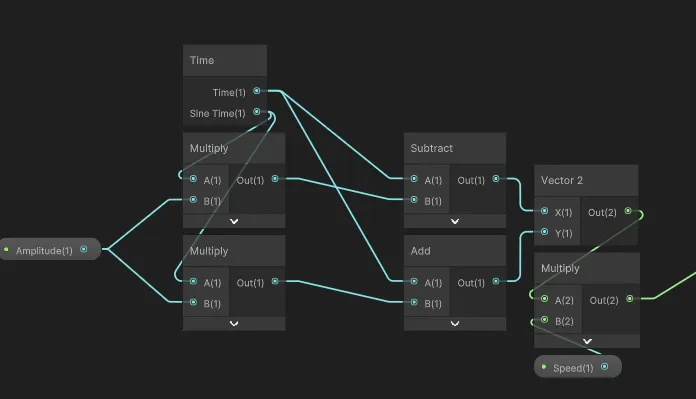 Time
Time(1)
Sine Time(1)
Multiply
A(1) Out(1)
B(1)
Subtract
A(1) Out(1)
B(1)
Vector 2
X(1) Out(2)
Y(1)
Amplitude(1)
Multiply
A(1) Out(1)
B(1)
Add
A(1) Out(1)
B(1)
Multiply
A(2) Out(2)
B(2)
Speed(1)